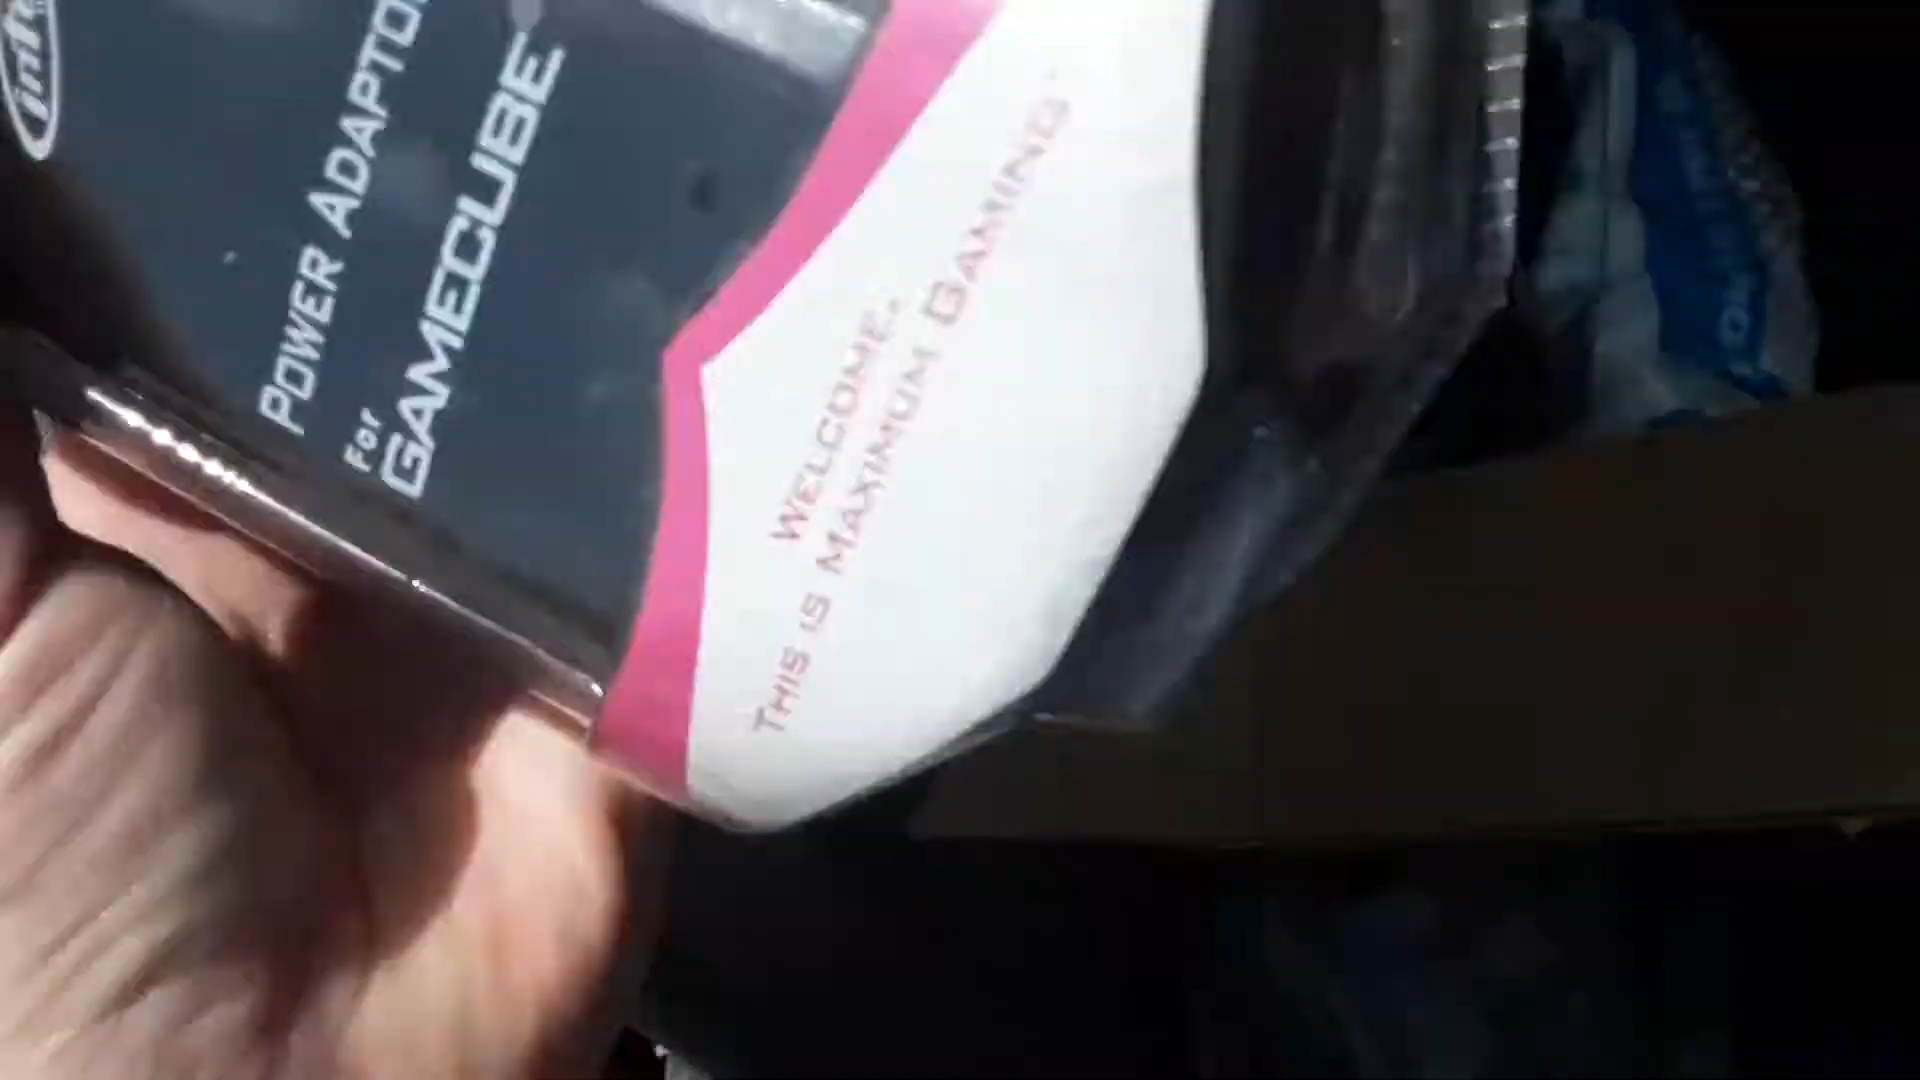 POWER ADAPTO
For
GAMECUBE
WELCOME.
THIS IS MAXIMUM GAMING